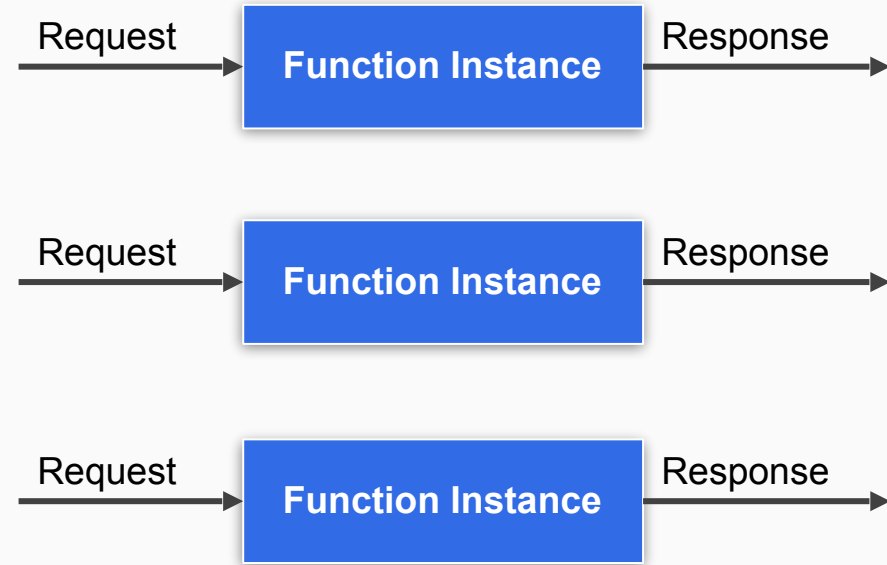 Request
Function Instance
Response
Request
Function Instance
Response
Request
Function Instance
Response